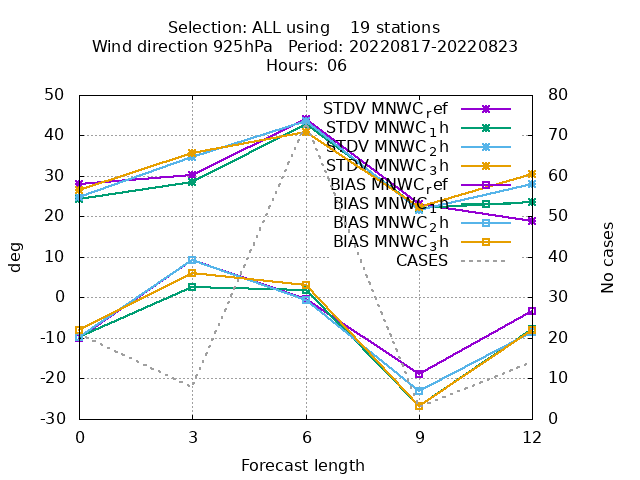 Selection: ALL using 19 stations
Wind direction 925hPa Period: 20220817-20220823
Hours: 06
50
40
30
20
10
0
-10
-20
-30
80
70
60
50
40
30
20
10
0
0 3 6 9 12
deg
No cases
Forecast length
STDV MNWC_ref
STDV MNWC_1h
STDV MNWC_2h
STDV MNWC_3h
BIAS MNWC_ref
BIAS MNWC_1h
BIAS MNWC_2h
BIAS MNWC_3h
CASES